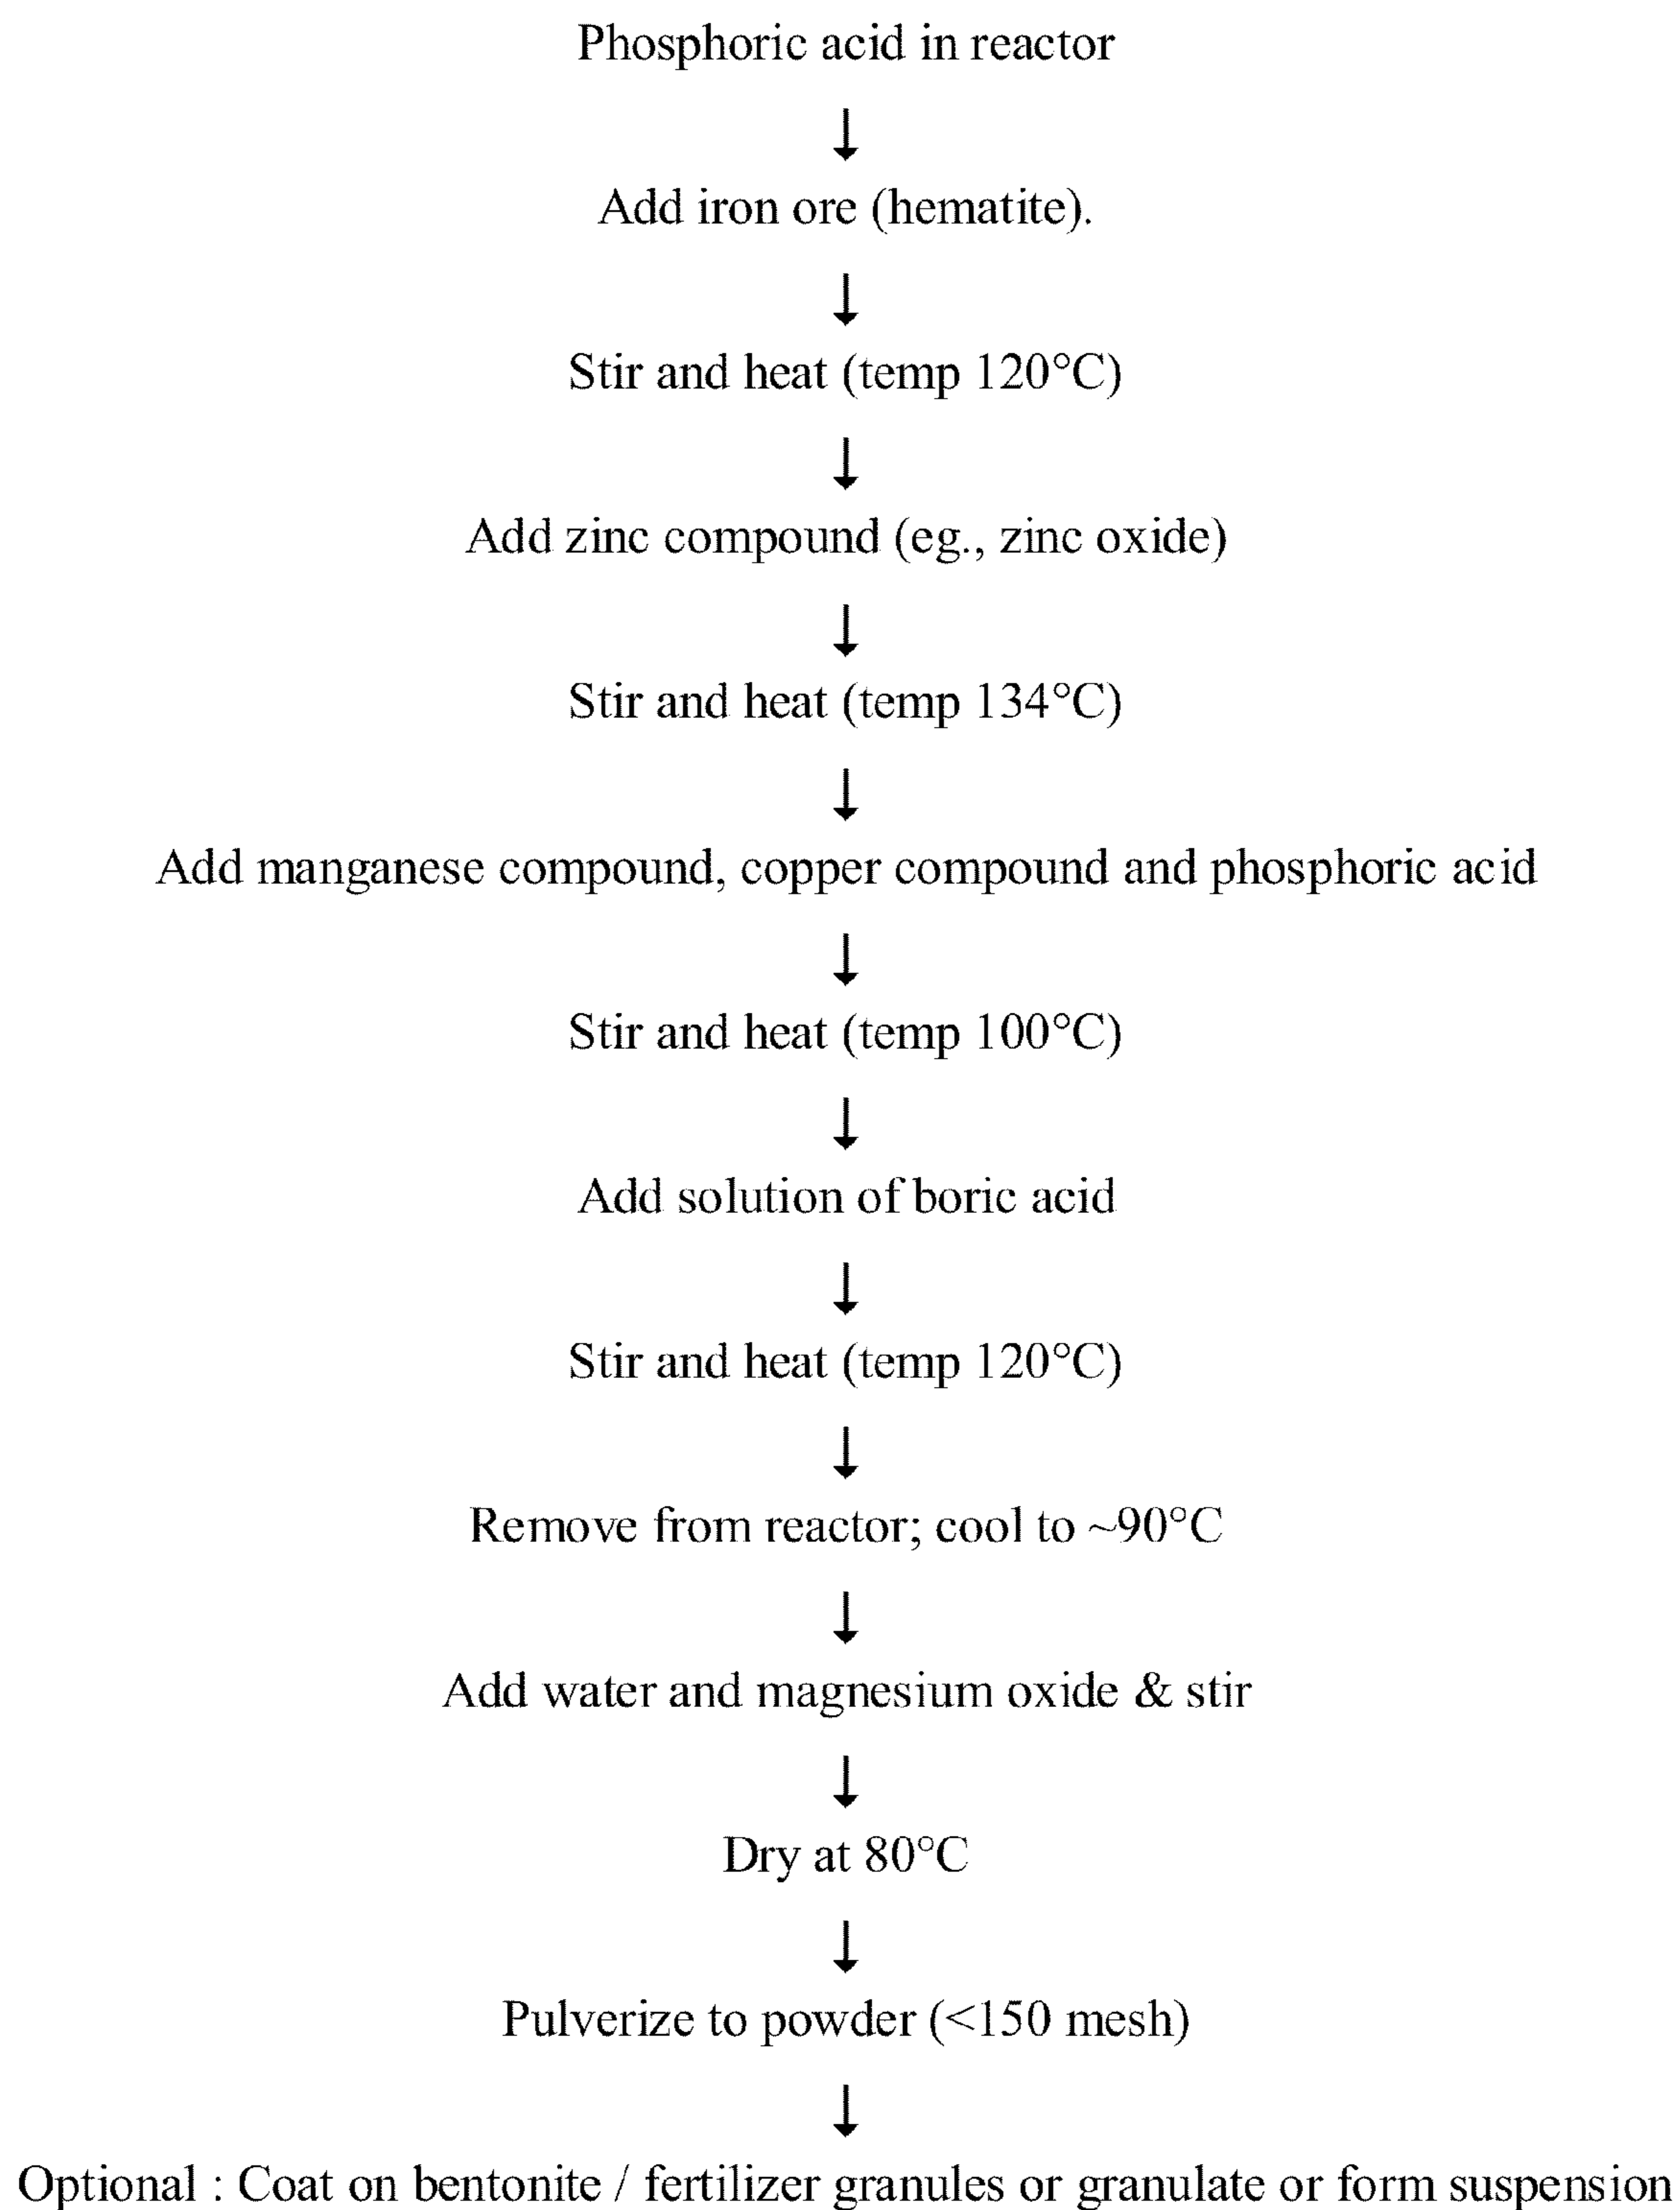 Phosphoric acid in reactor
Add iron ore (hematite).
Stir and heat (temp 120°C)
Add zinc compound (eg., zinc oxide)
Stir and heat (temp 134°C)
Add manganese compound, copper compound and phosphoric acid
Stir and heat (temp 100°C)
Add solution of boric acid
Stir and heat (temp 120°C)
Remove from reactor; cool to ~90°C
Add water and magnesium oxide & stir
Dry at 80°C
Pulverize to powder (<150 mesh)
Optional : Coat on bentonite / fertilizer granules or granulate or form suspension